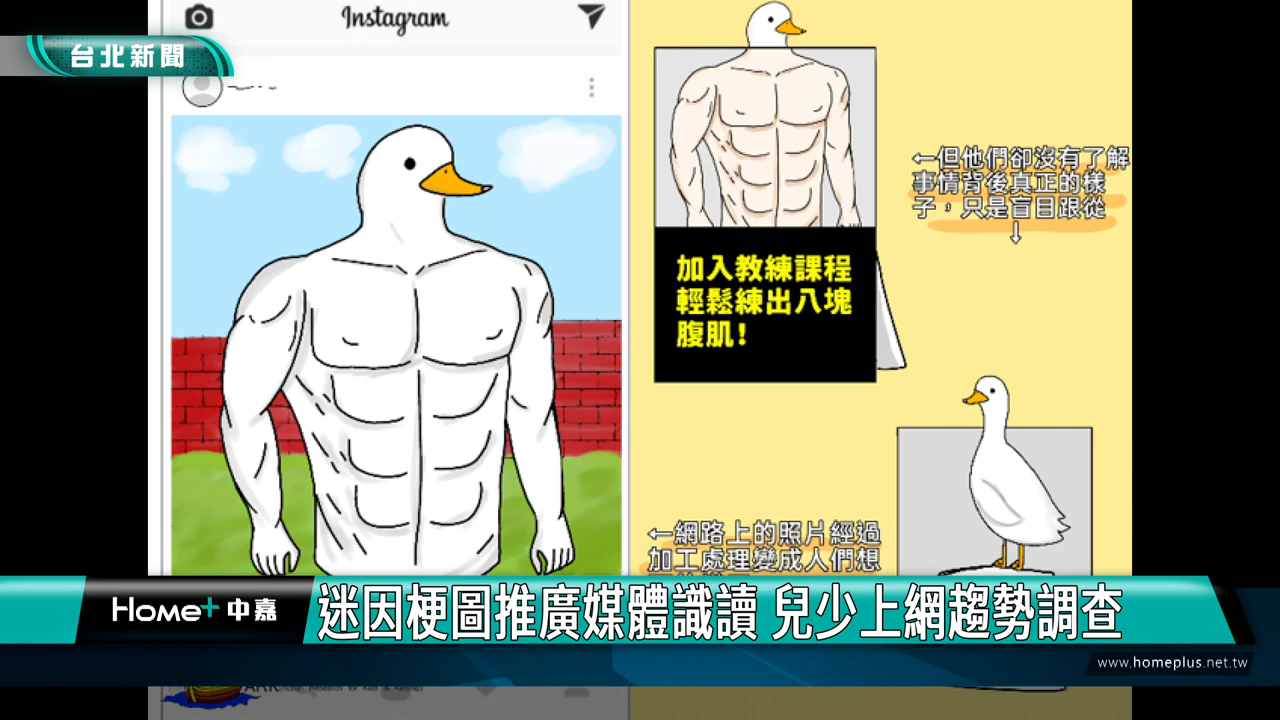 Instagram
台北新聞
←但他們卻沒有了解
事情背後真正的樣
子，只是盲目跟從
↓
加入教練課程
輕鬆練出八塊
腹肌！
←網路上的照片經過
加工處理變成人們想
Home+ 中嘉
迷因梗圖推廣媒體識讀 兒少上網趨勢調查
www.homeplus.net.tw